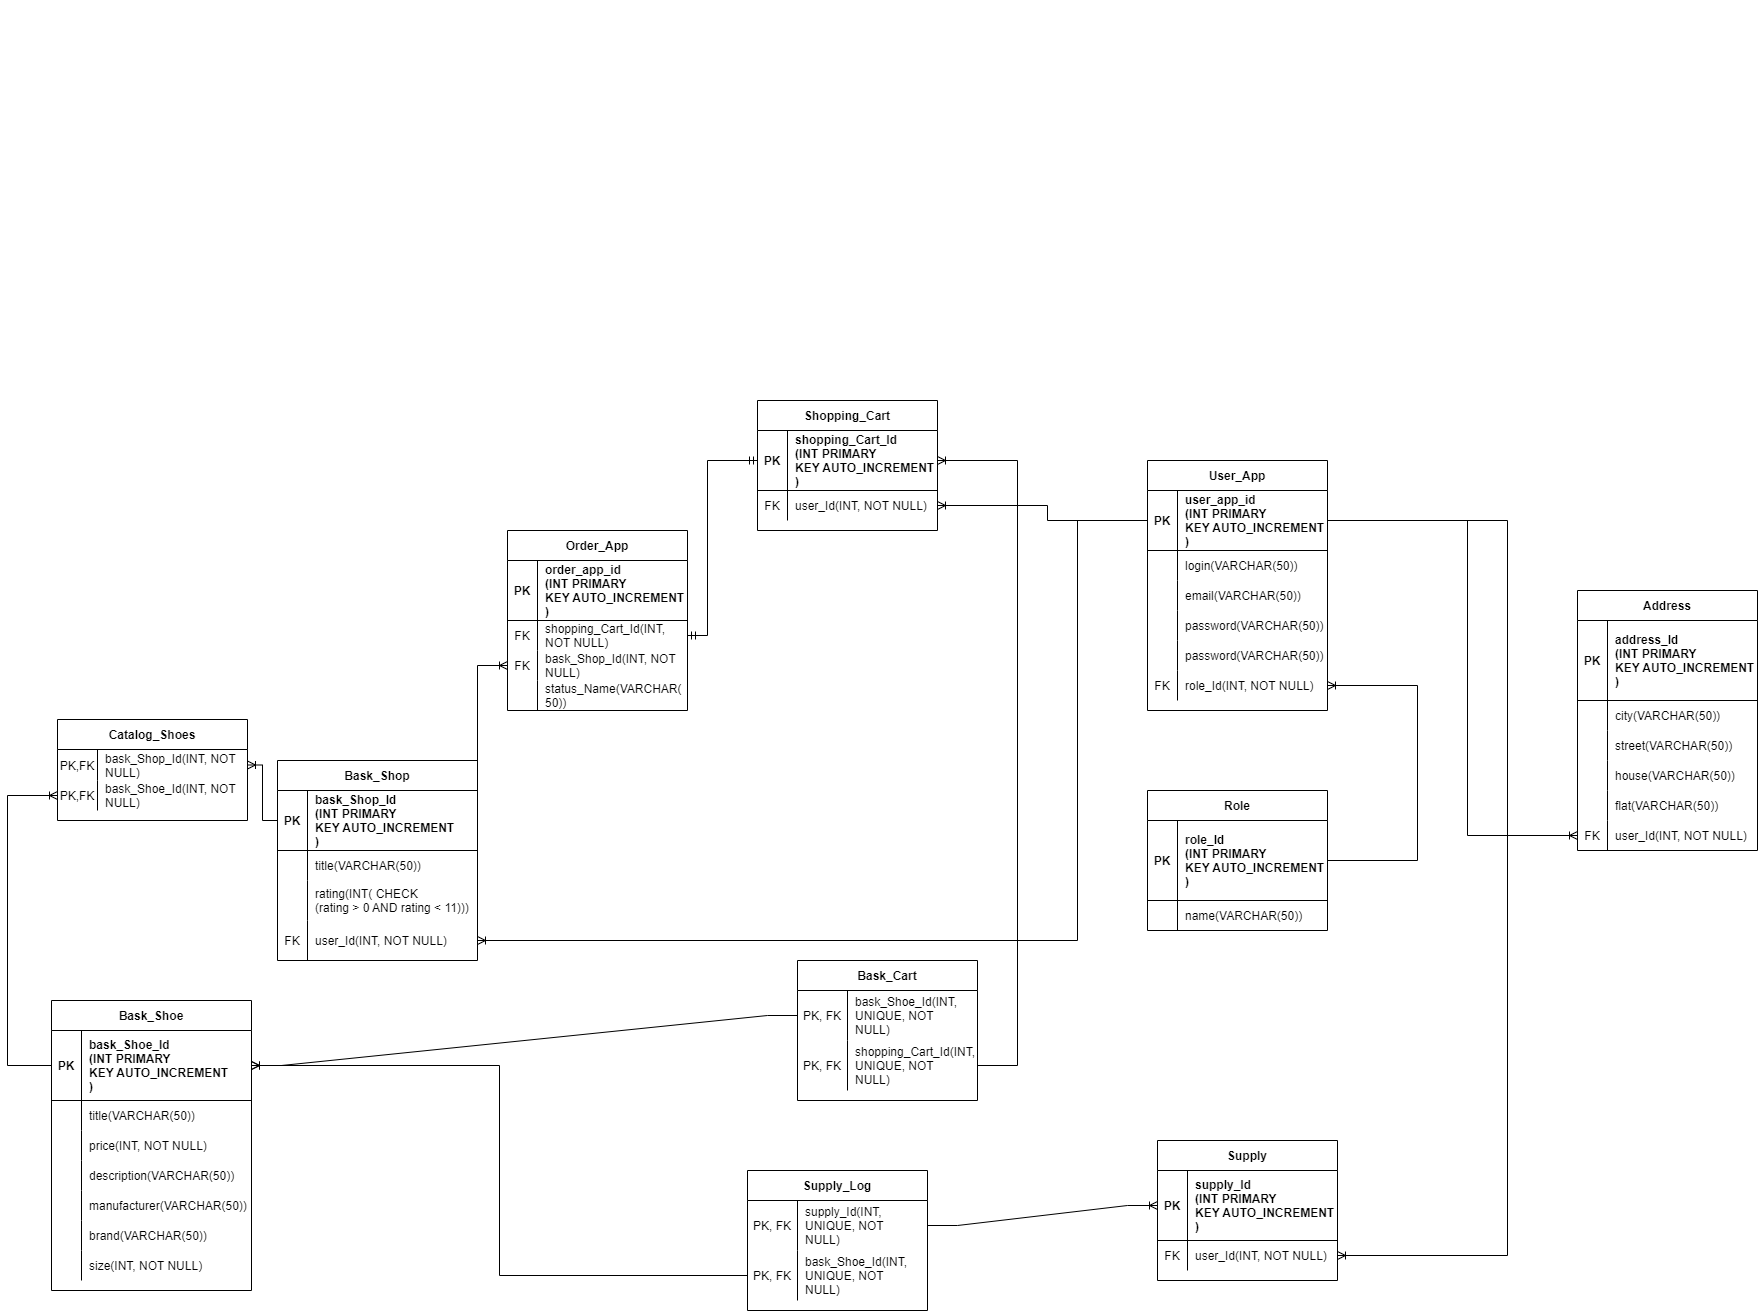 Shopping_Cart
PK
shopping_Cart_Id
(INT PRIMARY
KEY AUTO_INCREMENT
)
FK
user_Id(INT, NOT NULL)
User_App
PK
user_app_id
(INT PRIMARY
KEY AUTO_INCREMENT
)
login(VARCHAR(50))
email(VARCHAR(50))
password(VARCHAR(50))
password(VARCHAR(50))
FK
role_Id(INT, NOT NULL)
Order_App
PK
order_app_id
(INT PRIMARY
KEY AUTO_INCREMENT
)
FK
shopping_Cart_Id(INT,
NOT NULL)
FK
bask_Shop_Id(INT, NOT
NULL)
status_Name(VARCHAR(
50))
Address
PK
address_Id
(INT PRIMARY
KEY AUTO_INCREMENT
)
city(VARCHAR(50))
street(VARCHAR(50))
house(VARCHAR(50))
flat(VARCHAR(50))
FK
user_Id(INT, NOT NULL)
Catalog_Shoes
PK,FK
bask_Shop_Id(INT, NOT
NULL)
PK,FK
bask_Shoe_Id(INT, NOT
NULL)
Bask_Shop
PK
bask_Shop_Id
(INT PRIMARY
KEY AUTO_INCREMENT
)
title(VARCHAR(50))
rating(INT( CHECK
(rating > 0 AND rating < 11)))
FK
user_Id(INT, NOT NULL)
Role
PK
role_Id
(INT PRIMARY
KEY AUTO_INCREMENT
)
name(VARCHAR(50))
Bask_Cart
PK, FK
bask_Shoe_Id(INT,
UNIQUE, NOT
NULL)
PK, FK
shopping_Cart_Id(INT,
UNIQUE, NOT
NULL)
Bask_Shoe
PK
bask_Shoe_Id
(INT PRIMARY
KEY AUTO_INCREMENT
)
title(VARCHAR(50))
price(INT, NOT NULL)
description(VARCHAR(50))
manufacturer(VARCHAR(50))
brand(VARCHAR(50))
size(INT, NOT NULL)
Supply_Log
PK, FK
supply_Id(INT,
UNIQUE, NOT
NULL)
PK, FK
bask_Shoe_Id(INT,
UNIQUE, NOT
NULL)
Supply
PK
supply_Id
(INT PRIMARY
KEY AUTO_INCREMENT
)
FK
user_Id(INT, NOT NULL)